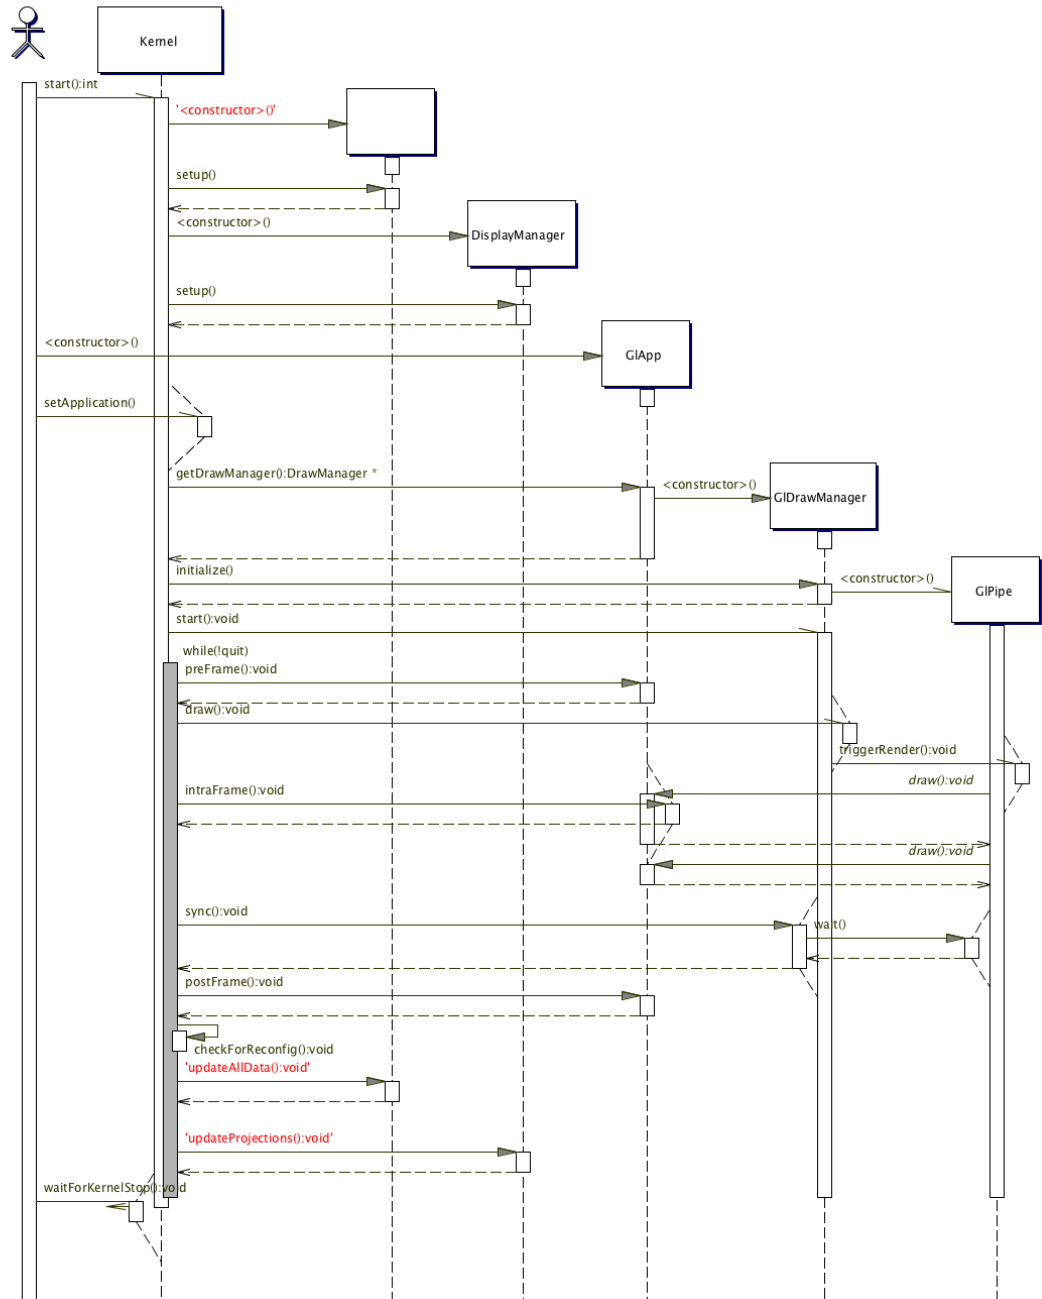 Kernel
start():int
'<constructor>()'
setup()
<constructor>()
DisplayManager
setup()
<constructor>()
GlApp
setApplication()
getDrawManager():DrawManager *
<constructor>()
GlDrawManager
initialize()
<constructor>()
GlPipe
start():void
while(!quit)
preFrame():void
draw():void
triggerRender():void
draw():void
intraFrame():void
draw():void
sync():void
wait()
postFrame():void
checkForReconfig():void
'updateAllData():void'
'updateProjections():void'
waitForKernelStop():void